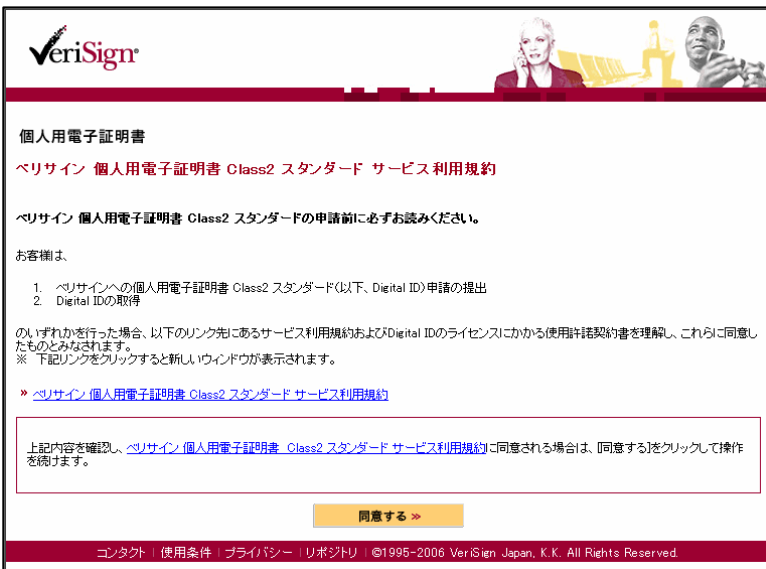 VeriSign®
個人用電子証明書
ベリサイン 個人用電子証明書 Class2 スタンダード サービス利用規約
ベリサイン 個人用電子証明書 Class2 スタンダードの申請前に必ずお読みください。
お客様は、
1. ベリサインへの個人用電子証明書 Class2 スタンダード(以下、Digital ID)申請の提出
2. Digital IDの取得
のいずれかを行った場合、以下のリンク先にあるサービス利用規約およびDigital IDのライセンスにかかる使用許諾契約書を理解し、これらに同意し
たものとみなされます。
※ 下記リンクをクリックすると新しいウィンドウが表示されます。
» ベリサイン 個人用電子証明書 Class2 スタンダード サービス利用規約
上記内容を確認し、ベリサイン 個人用電子証明書 Class2 スタンダード サービス利用規約に同意される場合は、[同意する]をクリックして操作
を続けます。
同意する »
コンタクト | 使用条件 | プライバシー | リポジトリ | ©1995-2006 VeriSign Japan, K.K. All Rights Reserved.